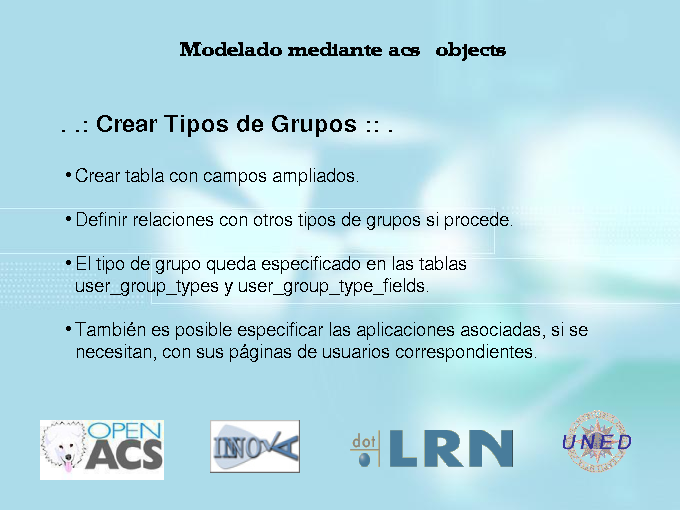 Modelado mediante acs objects
. .: Crear Tipos de Grupos :: .
• Crear tabla con campos ampliados.
• Definir relaciones con otros tipos de grupos si procede.
• El tipo de grupo queda especificado en las tablas
user_group_types y user_group_type_fields.
• También es posible especificar las aplicaciones asociadas, si se
necesitan, con sus páginas de usuarios correspondientes.
OPEN
ACS
INNOVA
dot LRN
UNED